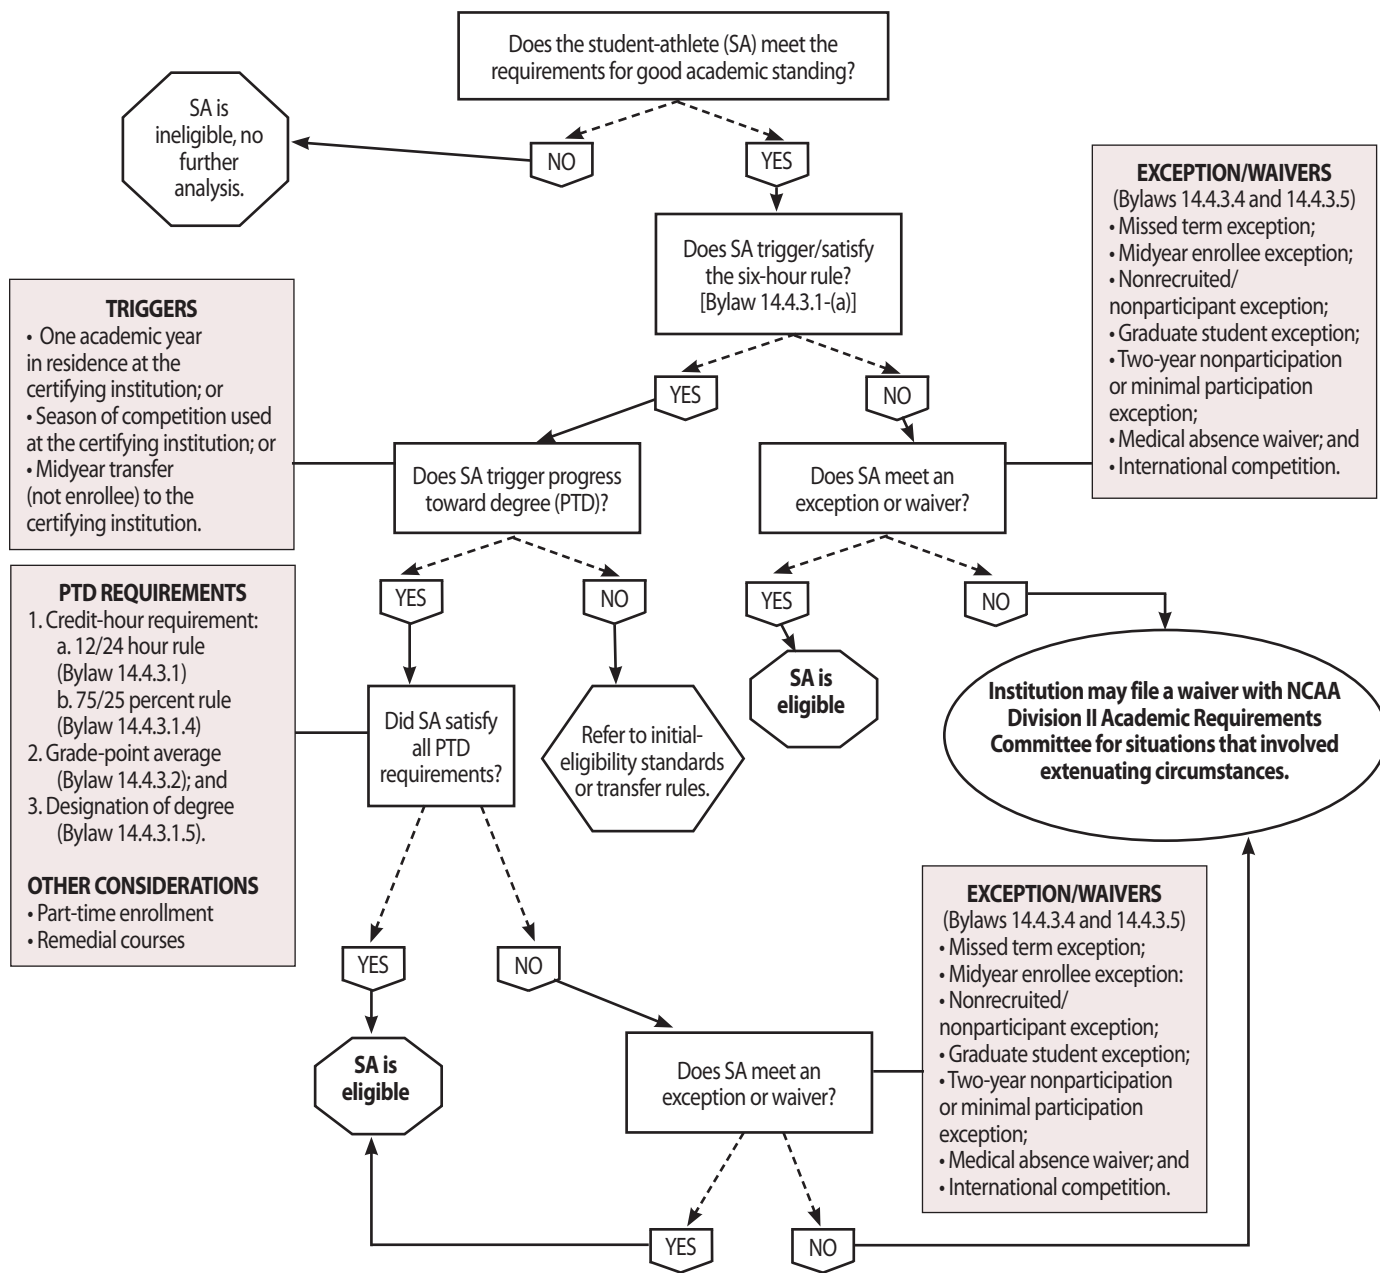 Does the student-athlete (SA) meet the
requirements for good academic standing?
SA is
ineligible, no
further
analysis.
NO
YES
EXCEPTION/WAIVERS
(Bylaws 14.4.3.4 and 14.4.3.5)
• Missed term exception;
• Midyear enrollee exception;
• Nonrecruited/
nonparticipant exception;
• Graduate student exception;
• Two-year nonparticipation
or minimal participation
exception;
• Medical absence waiver; and
• International competition.
Does SA trigger/satisfy
the six-hour rule?
[Bylaw 14.4.3.1-(a)]
TRIGGERS
• One academic year
in residence at the
certifying institution; or
• Season of competition used
at the certifying institution; or
• Midyear transfer
(not enrollee) to the
certifying institution.
YES
NO
Does SA trigger progress
toward degree (PTD)?
Does SA meet an
exception or waiver?
PTD REQUIREMENTS
1. Credit-hour requirement:
a. 12/24 hour rule
(Bylaw 14.4.3.1)
b. 75/25 percent rule
(Bylaw 14.4.3.1.4)
2. Grade-point average
(Bylaw 14.4.3.2); and
3. Designation of degree
(Bylaw 14.4.3.1.5).
OTHER CONSIDERATIONS
• Part-time enrollment
• Remedial courses
YES
NO
YES
NO
Did SA satisfy
all PTD
requirements?
Refer to initial-
eligibility standards
or transfer rules.
SA is
eligible
Institution may file a waiver with NCAA
Division II Academic Requirements
Committee for situations that involved
extenuating circumstances.
YES
NO
EXCEPTION/WAIVERS
(Bylaws 14.4.3.4 and 14.4.3.5)
• Missed term exception;
• Midyear enrollee exception:
• Nonrecruited/
nonparticipant exception;
• Graduate student exception;
• Two-year nonparticipation
or minimal participation
exception;
• Medical absence waiver; and
• International competition.
SA is
eligible
Does SA meet an
exception or waiver?
YES
NO